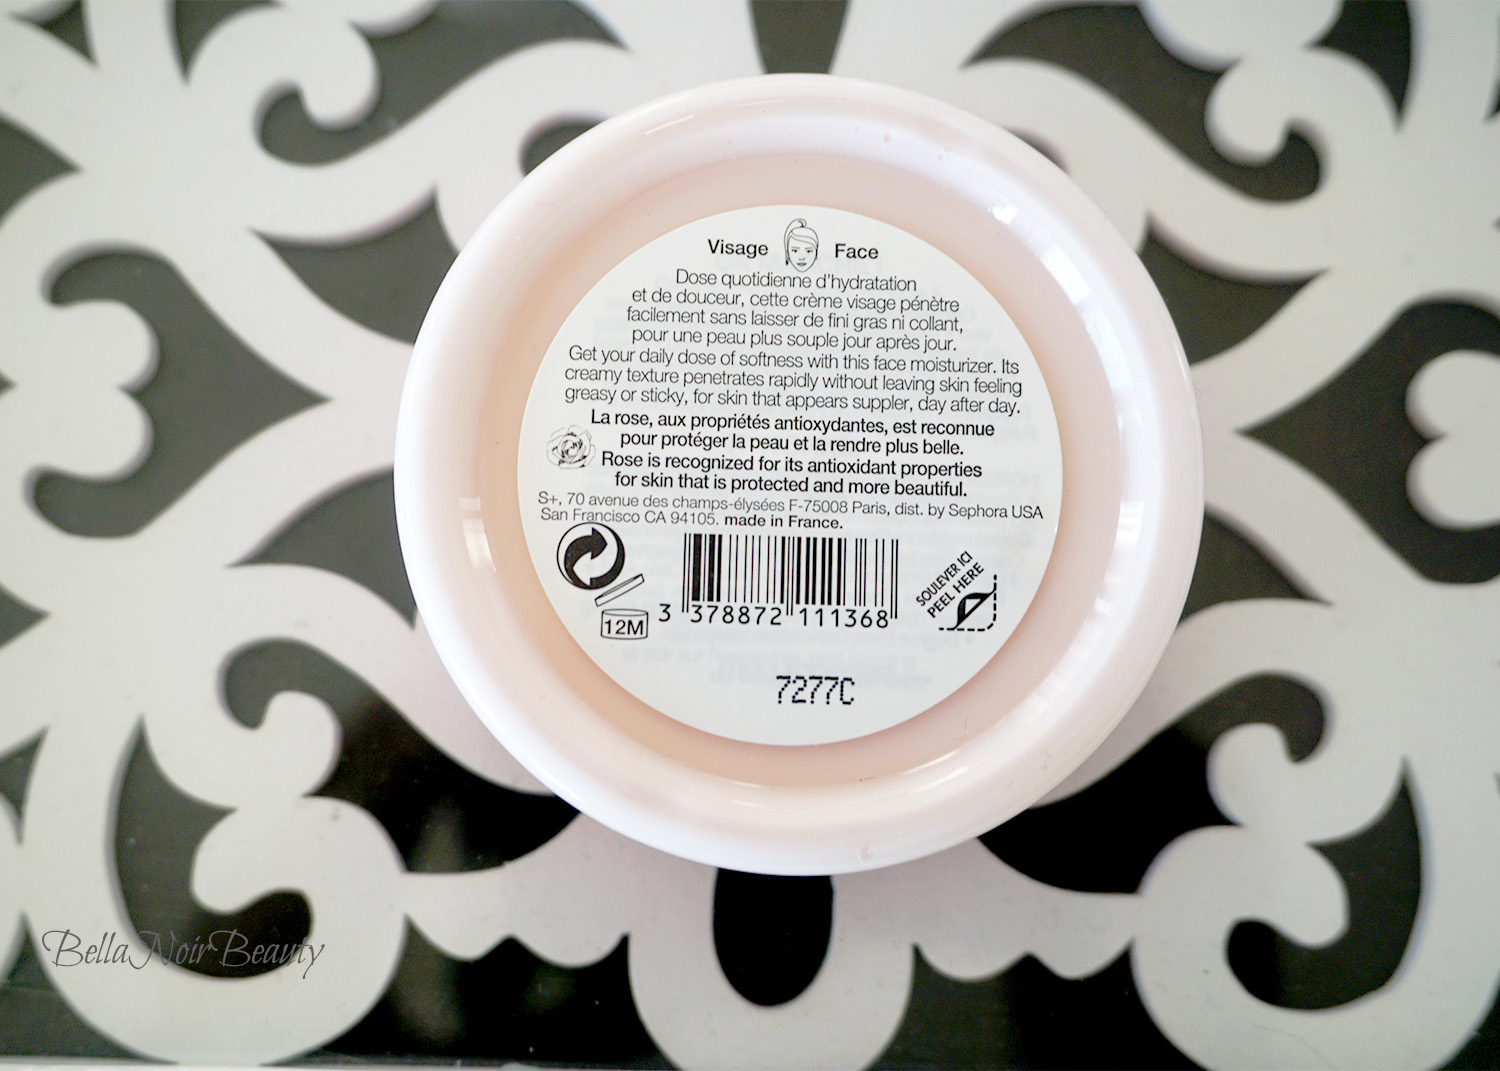 Visage Face
Dose quotidienne d'hydratation
et de douceur, cette crème visage pénètre
facilement sans laisser de fini gras ni collant,
pour une peau plus souple jour après jour.
Get your daily dose of softness with this face moisturizer. Its
creamy texture penetrates rapidly without leaving skin feeling
greasy or sticky, for skin that appears suppler, day after day.
La rose, aux propriétés antioxydantes, est reconnue
pour protéger la peau et la rendre plus belle.
Rose is recognized for its antioxidant properties
for skin that is protected and more beautiful.
S+, 70 avenue des champs-élysées F-75008 Paris, dist. by Sephora USA
San Francisco CA 94105. made in France.
SOULEVER ICI
PEEL HERE
12M
3 378872 111368
7277C
BellaNoirBeauty